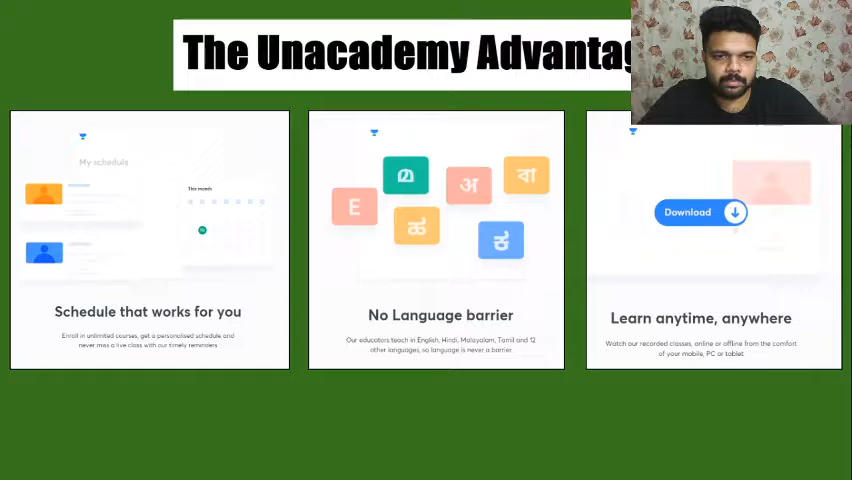 The Unacademy Advantag
My schedule
This month
Schedule that works for you
Enroll in unlimited courses, get a personalised schedule and
never miss a live class with our timely reminders
E
മ
अ
বা
ಹ
ಕ
No Language barrier
Our educators teach in English, Hindi, Malayalam, Tamil and 12
other languages, so language is never a barrier.
Download
Learn anytime, anywhere
Watch our recorded classes, online or offline from the comfort
of your mobile, PC or tablet